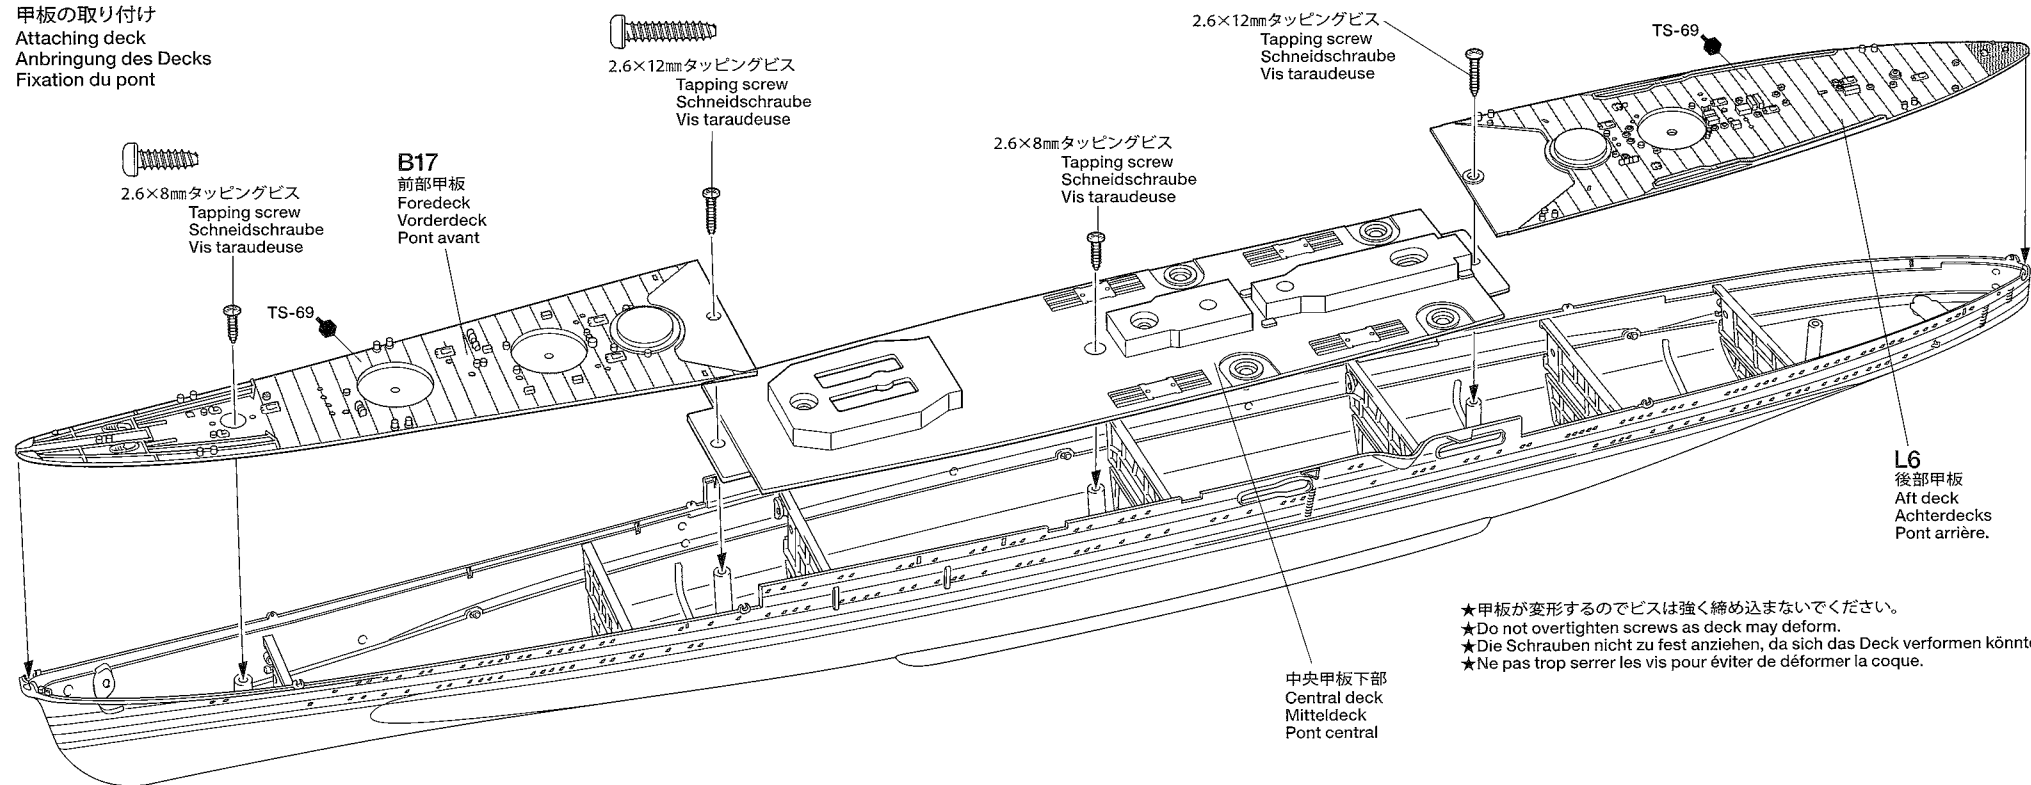 甲板の取り付け
Attaching deck
Anbringung des Decks
Fixation du pont
2.6×8㎜タッピングビス
Tapping screw
Schneidschraube
Vis taraudeuse
TS-69
B17
前部甲板
Foredeck
Vorderdeck
Pont avant
2.6×12㎜タッピングビス
Tapping screw
Schneidschraube
Vis taraudeuse
2.6×8㎜タッピングビス
Tapping screw
Schneidschraube
Vis taraudeuse
2.6×12㎜タッピングビス
Tapping screw
Schneidschraube
Vis taraudeuse
TS-69
L6
後部甲板
Aft deck
Achterdecks
Pont arrière.
中央甲板下部
Central deck
Mitteldeck
Pont central
★甲板が変形するのでビスは強く締め込まないでください。
★Do not overtighten screws as deck may deform.
★Die Schrauben nicht zu fest anziehen, da sich das Deck verformen könnte
★Ne pas trop serrer les vis pour éviter de déformer la coque.